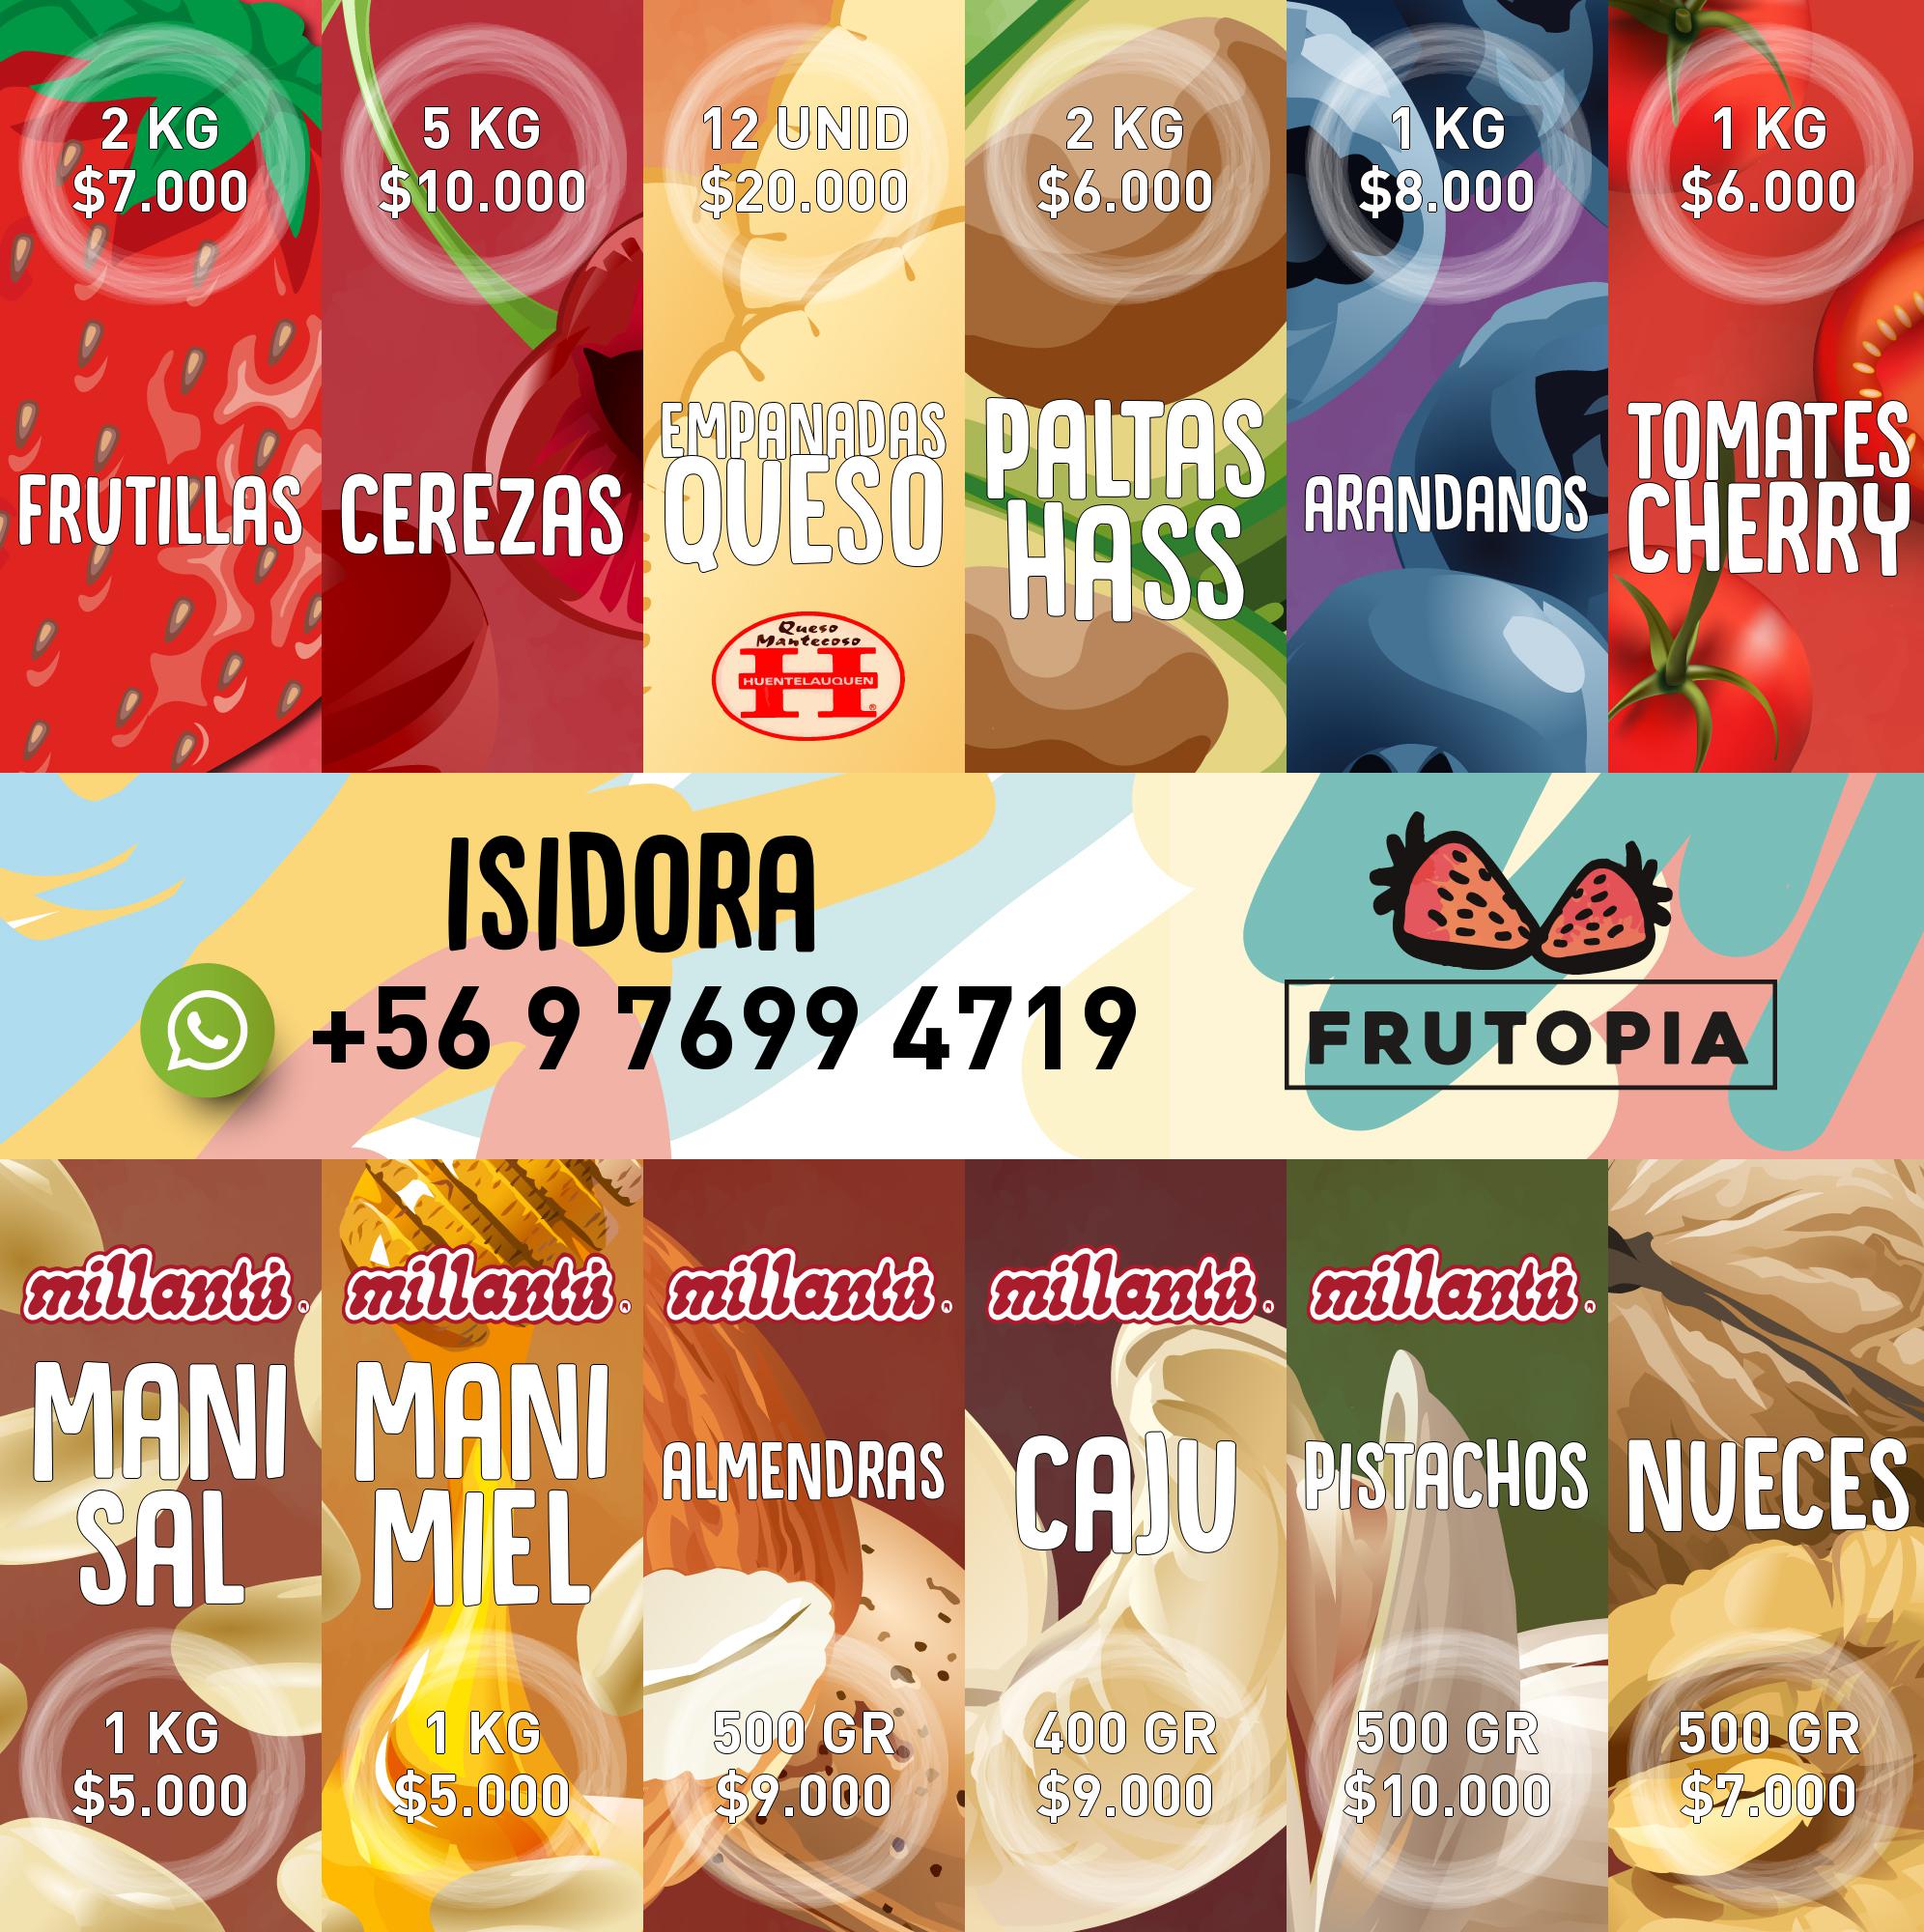 2 KG
$7.000
FRUTILLAS
5 KG
$10.000
CEREZAS
12 UNID
$20.000
EMPANADAS
QUESO
Queso
Mantecoso
H
HUENTELAUQUEN
®
2 KG
$6.000
PALTAS
HASS
1 KG
$8.000
ARANDANOS
1 KG
$6.000
TOMATES
CHERRY
ISIDORA
+56 9 7699 4719
FRUTOPIA
millantú
MANI
SAL
1 KG
$5.000
millantú
MANI
MIEL
1 KG
$5.000
millantú
ALMENDRAS
500 GR
$9.000
millantú
CAJU
400 GR
$9.000
millantú
PISTACHOS
500 GR
$10.000
NUECES
500 GR
$7.000